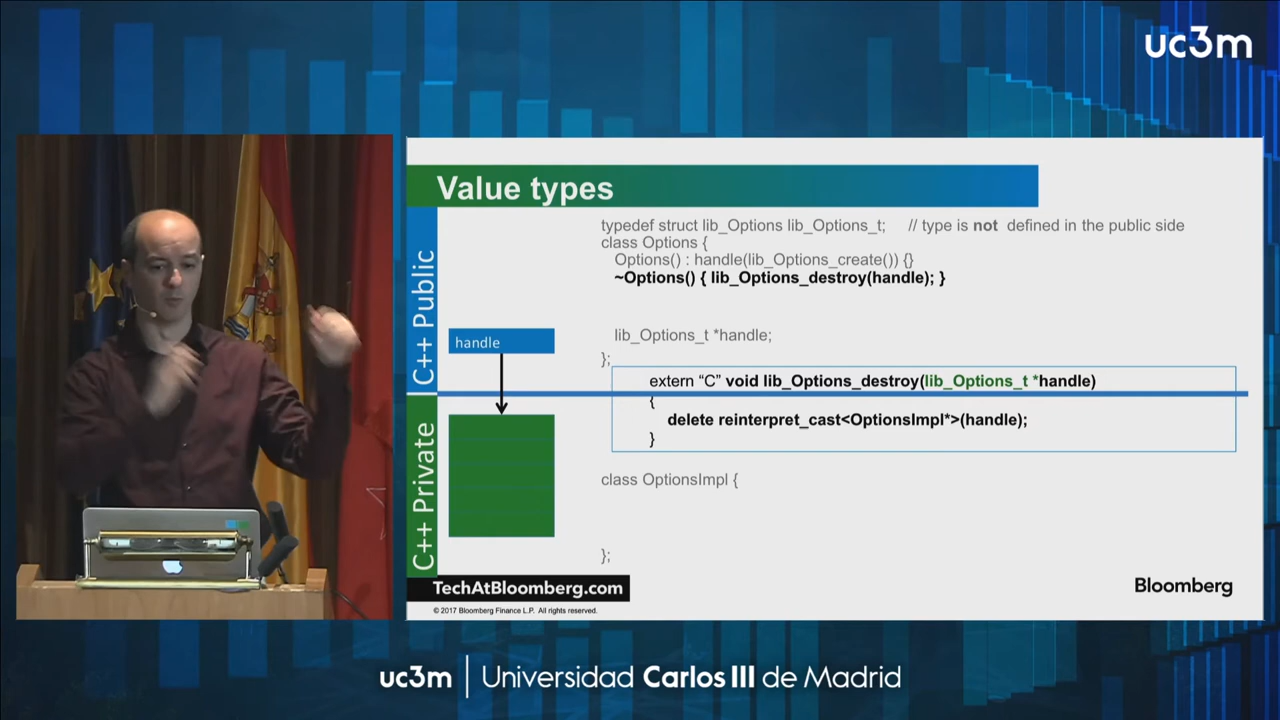 uc3m
Value types
C++ Public
typedef struct lib_Options lib_Options_t; // type is not defined in the public side
class Options {
Options() : handle(lib_Options_create()) {}
~Options() { lib_Options_destroy(handle); }
handle
lib_Options_t *handle;
};
extern “C” void lib_Options_destroy(lib_Options_t *handle)
{
delete reinterpret_cast<OptionsImpl*>(handle);
}
C++ Private
class OptionsImpl {
};
TechAtBloomberg.com
Bloomberg
© 2017 Bloomberg Finance L.P. All rights reserved.
uc3m | Universidad Carlos III de Madrid